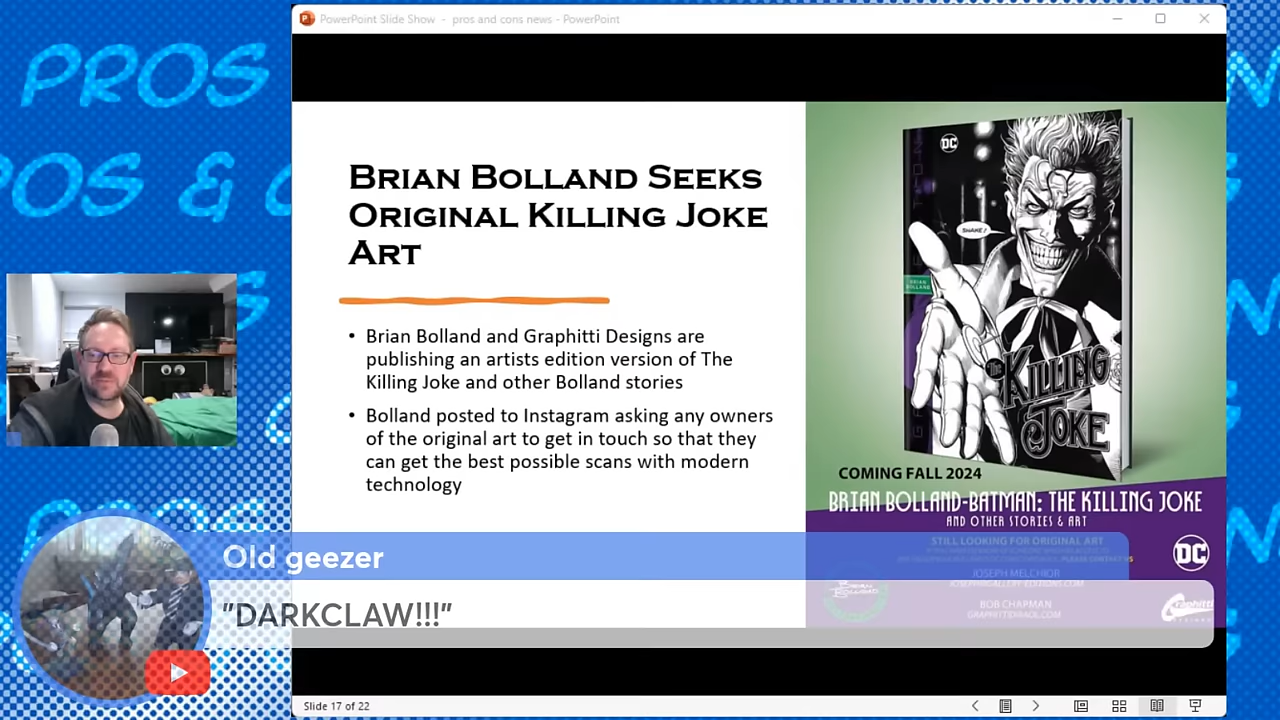 PowerPoint Slide Show - pros and cons news - PowerPoint
PROS
PROS & C
Brian Bolland Seeks
Original Killing Joke
Art
• Brian Bolland and Graphitti Designs are
publishing an artists edition version of The
Killing Joke and other Bolland stories
• Bolland posted to Instagram asking any owners
of the original art to get in touch so that they
can get the best possible scans with modern
technology
DC
SHAKE!
BRIAN
BOLLAND
The
KILLING
JOKE
COMING FALL 2024
BRIAN BOLLAND-BATMAN: THE KILLING JOKE
AND OTHER STORIES & ART
STILL LOOKING FOR ORIGINAL ART
PLEASE CONTACT US
DC
JOSEPH MELCHIOR
BOB CHAPMAN
Graphitti
Old geezer
"DARKCLAW!!!"
Slide 17 of 22